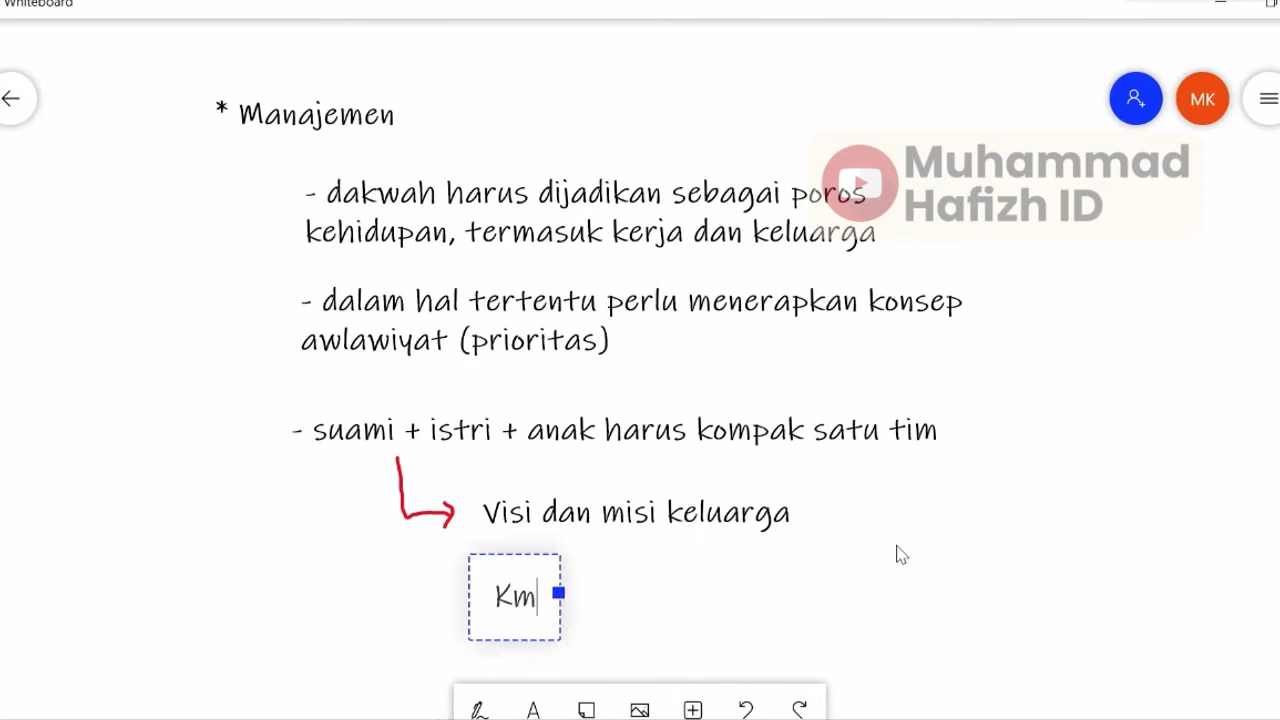 Whiteboard
* Manajemen
MK
Muhammad
Hafizh ID
- dakwah harus dijadikan sebagai poros
kehidupan, termasuk kerja dan keluarga
- dalam hal tertentu perlu menerapkan konsep
awlawiyat (prioritas)
- suami + istri + anak harus kompak satu tim
Visi dan misi keluarga
Km
A